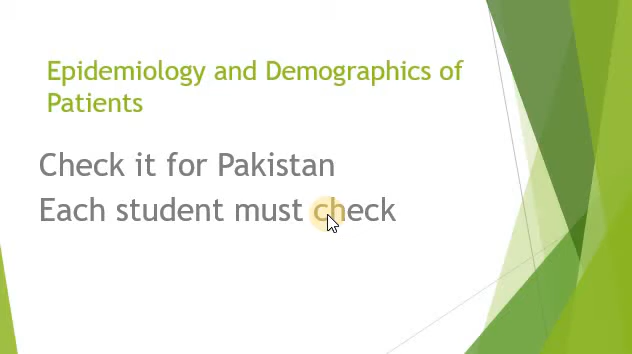 Epidemiology and Demographics of
Patients
Check it for Pakistan
Each student must check